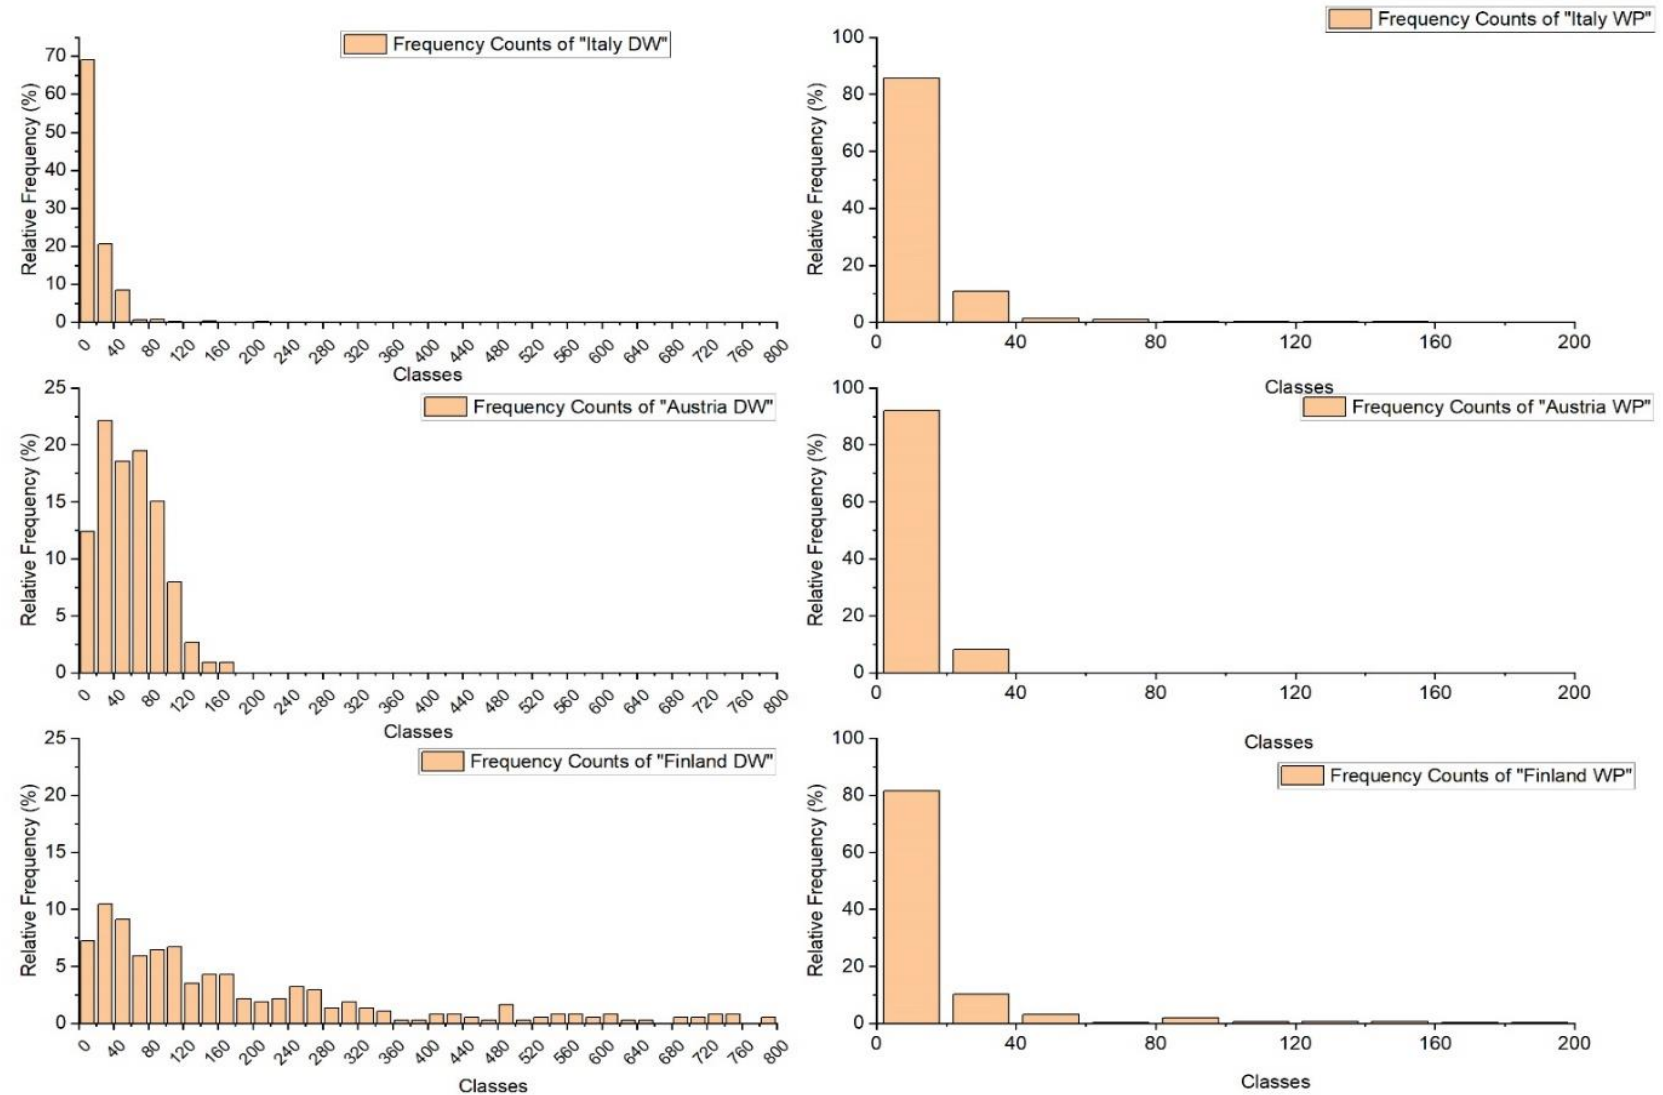 Frequency Counts of "Italy DW"
Relative Frequency (%)
70
60
50
40
30
20
10
0
0 40 80 120 160 200 240 280 320 360 400 440 480 520 560 600 640 680 720 760 800
Classes
Frequency Counts of "Italy WP"
Relative Frequency (%)
100
80
60
40
20
0
0 40 80 120 160 200
Classes
Frequency Counts of "Austria DW"
Relative Frequency (%)
25
20
15
10
5
0
0 40 80 120 160 200 240 280 320 360 400 440 480 520 560 600 640 680 720 760 800
Classes
Frequency Counts of "Austria WP"
Relative Frequency (%)
100
80
60
40
20
0
0 40 80 120 160 200
Classes
Frequency Counts of "Finland DW"
Relative Frequency (%)
25
20
15
10
5
0
0 40 80 120 160 200 240 280 320 360 400 440 480 520 560 600 640 680 720 760 800
Classes
Frequency Counts of "Finland WP"
Relative Frequency (%)
100
80
60
40
20
0
0 40 80 120 160 200
Classes